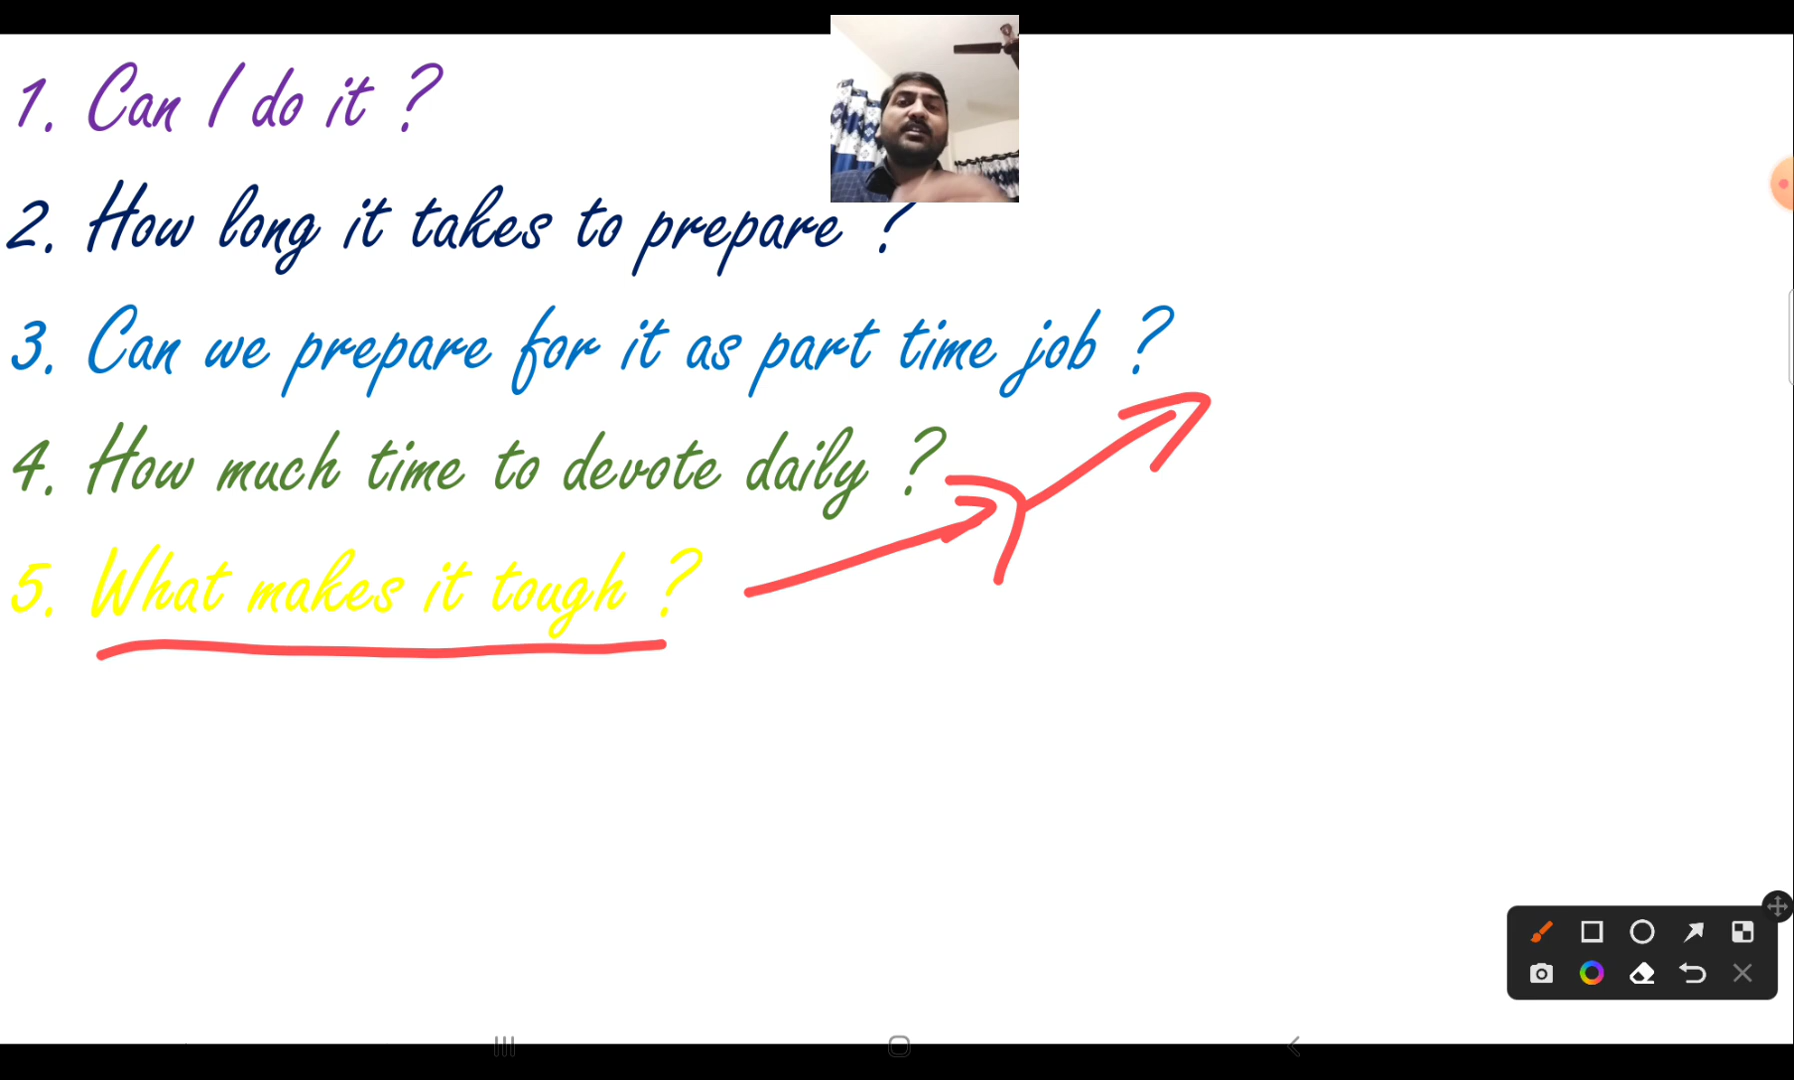 1. Can I do it ?
2. How long it takes to prepare ?
3. Can we prepare for it as part time job ?
4. How much time to devote daily ?
5. What makes it tough ?